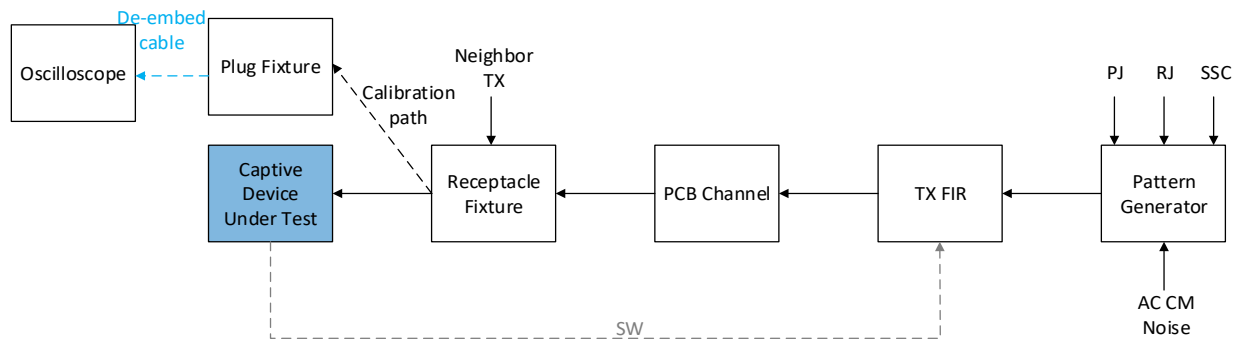 De-embed
cable
Oscilloscope
Plug Fixture
Neighbor
TX
PJ
RJ
SSC
Calibration
path
Captive
Device
Under Test
Receptacle
Fixture
PCB Channel
TX FIR
Pattern
Generator
AC CM
Noise
SW